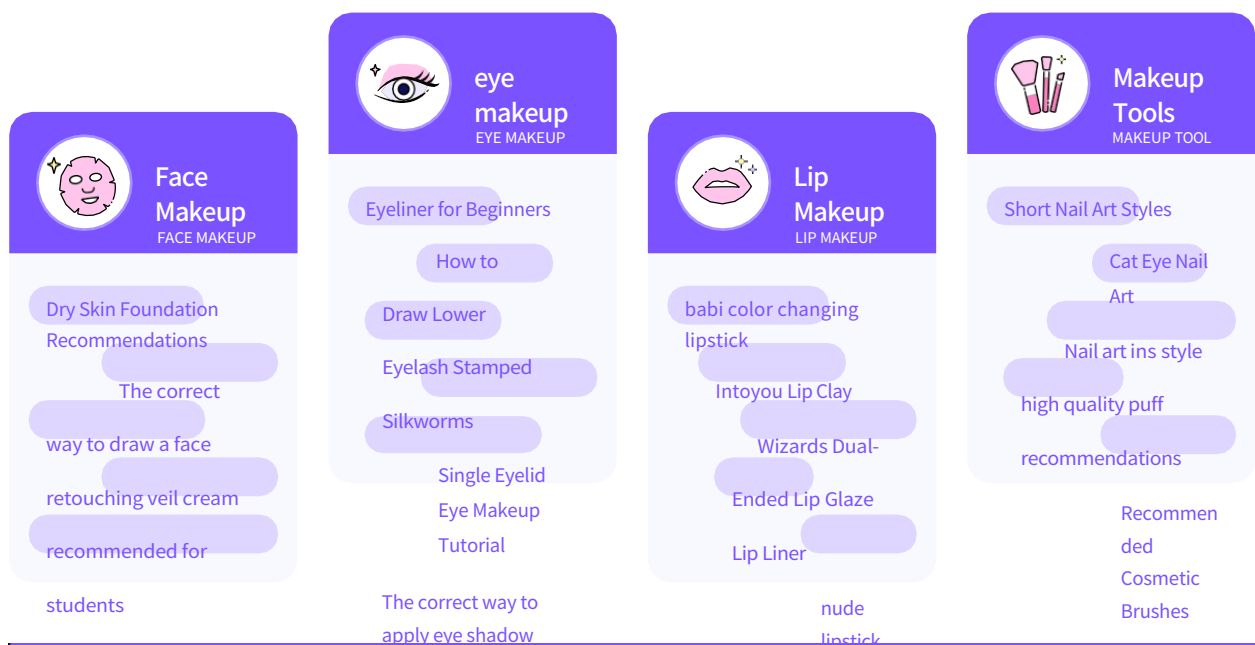 Face
Makeup
FACE MAKEUP
Dry Skin Foundation
Recommendations
The correct
way to draw a face
retouching veil cream
recommended for
students
eye
makeup
EYE MAKEUP
Eyeliner for Beginners
How to
Draw Lower
Eyelash Stamped
Silkworms
Single Eyelid
Eye Makeup
Tutorial
The correct way to
apply eye shadow
Lip
Makeup
LIP MAKEUP
babi color changing
lipstick
Intoyou Lip Clay
Wizards Dual-
Ended Lip Glaze
Lip Liner
nude
lipstick
Makeup
Tools
MAKEUP TOOL
Short Nail Art Styles
Cat Eye Nail
Art
Nail art ins style
high quality puff
recommendations
Recommen
ded
Cosmetic
Brushes